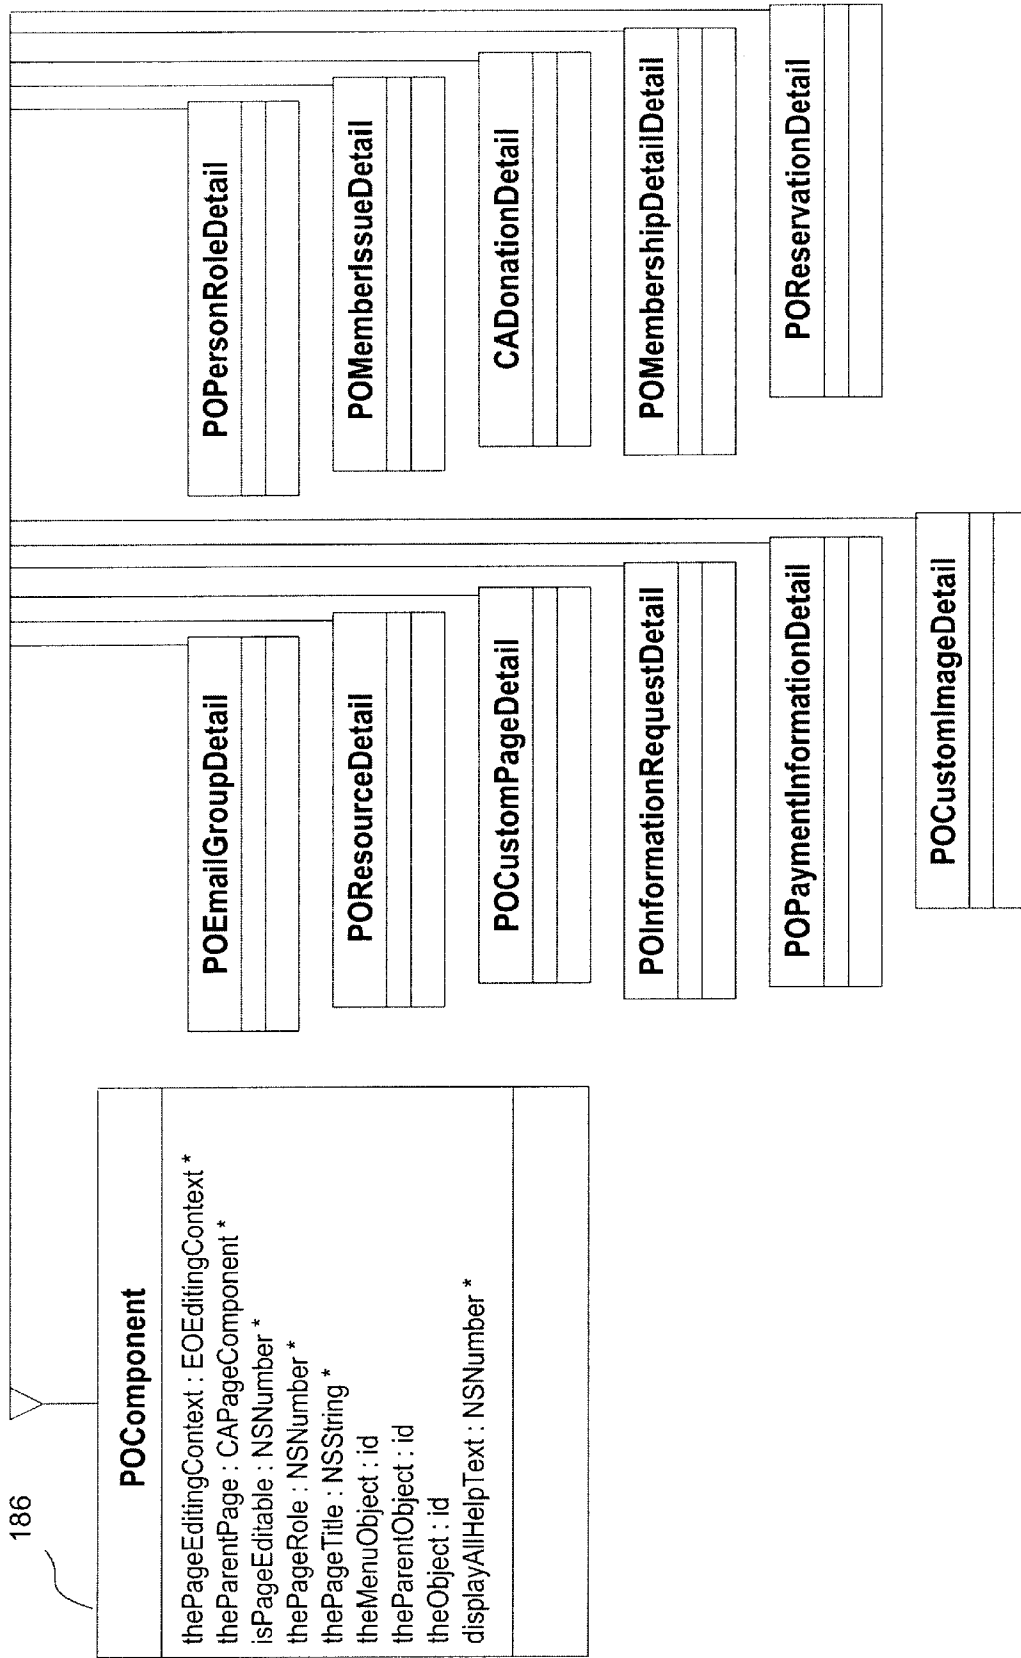 186
POComponent
thePageEditingContext : EOEditingContext *
theParentPage : CAPageComponent *
isPageEditable : NSNumber *
thePageRole : NSNumber *
thePageTitle : NSString *
theMenuObject : id
theParentObject : id
theObject : id
displayAllHelpText : NSNumber *
POEmailGroupDetail
POResourceDetail
POCustomPageDetail
POInformationRequestDetail
POPaymentInformationDetail
POCustomImageDetail
POPersonRoleDetail
POMemberIssueDetail
CADonationDetail
POMembershipDetailDetail
POReservationDetail